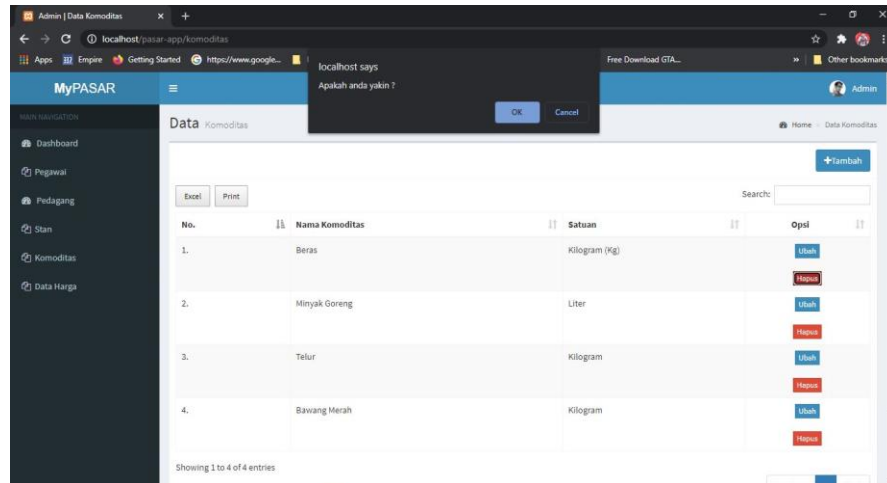 Admin | Data Komoditas
localhost/pasar-app/komoditas
Apps Empire Getting Started https://www.google... Free Download GTA... Other bookmarks
localhost says
Apakah anda yakin ?
OK Cancel
MyPASAR Admin
MAIN NAVIGATION
Dashboard
Pegawai
Pedagang
Stan
Komoditas
Data Harga
Data Komoditas Home Data Komoditas
+Tambah
Excel Print Search:
No. Nama Komoditas Satuan Opsi
1. Beras Kilogram (Kg) Ubah
Hapus
2. Minyak Goreng Liter Ubah
Hapus
3. Telur Kilogram Ubah
Hapus
4. Bawang Merah Kilogram Ubah
Hapus
Showing 1 to 4 of 4 entries